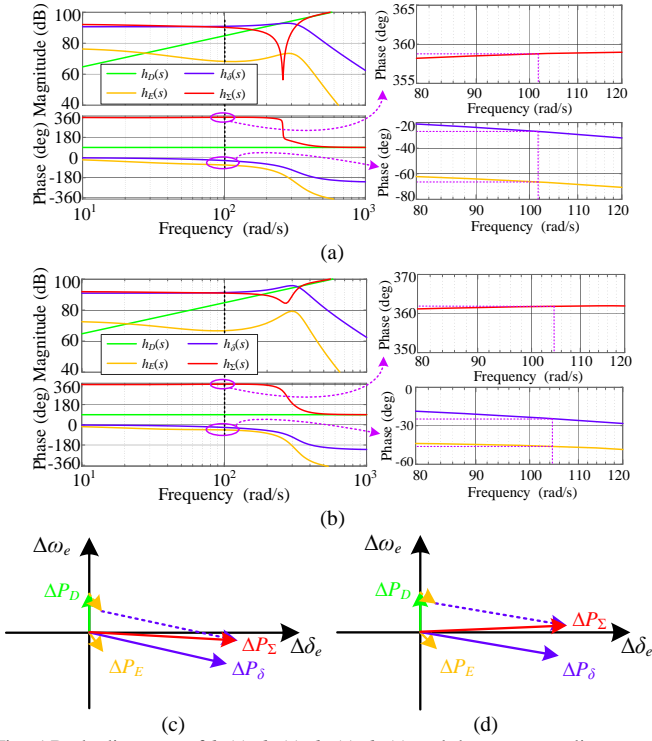 Magnitude (dB)
100
80
60
40
h_D(s) h_δ(s)
h_E(s) h_Σ(s)
Phase (deg)
360
180
0
-180
-360
10^1 10^2 10^3
Frequency (rad/s)
Phase (deg)
365
360
355
80 90 100 110 120
Frequency (rad/s)
Phase (deg)
-20
-40
-60
-80
80 90 100 110 120
Frequency (rad/s)
(a)
Magnitude (dB)
100
80
60
40
h_D(s) h_δ(s)
h_E(s) h_Σ(s)
Phase (deg)
360
180
0
-180
-360
10^1 10^2 10^3
Frequency (rad/s)
Phase (deg)
370
360
350
80 90 100 110 120
Frequency (rad/s)
Phase (deg)
0
-30
-60
80 90 100 110 120
Frequency (rad/s)
(b)
Δω_e
ΔP_D
ΔP_E
ΔP_Σ
ΔP_δ
Δδ_e
(c)
Δω_e
ΔP_D
ΔP_E
ΔP_Σ
ΔP_δ
Δδ_e
(d)